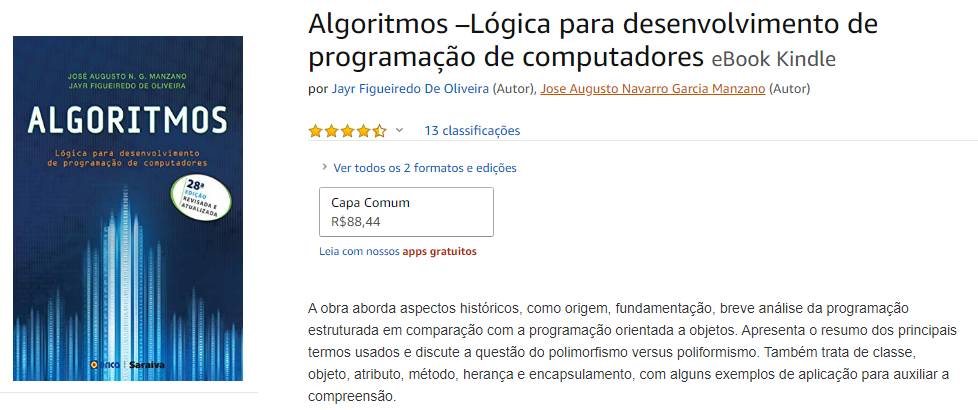 JOSÉ AUGUSTO N. G. MANZANO
JAYR FIGUEIREDO DE OLIVEIRA
ALGORITMOS
Lógica para desenvolvimento
de programação de computadores
28ª
EDIÇÃO
REVISADA E
ATUALIZADA
érica | Saraiva
Algoritmos –Lógica para desenvolvimento de
programação de computadores eBook Kindle
por Jayr Figueiredo De Oliveira (Autor), Jose Augusto Navarro Garcia Manzano (Autor)
13 classificações
Ver todos os 2 formatos e edições
Capa Comum
R$88,44
Leia com nossos apps gratuitos
A obra aborda aspectos históricos, como origem, fundamentação, breve análise da programação
estruturada em comparação com a programação orientada a objetos. Apresenta o resumo dos principais
termos usados e discute a questão do polimorfismo versus poliformismo. Também trata de classe,
objeto, atributo, método, herança e encapsulamento, com alguns exemplos de aplicação para auxiliar a
compreensão.